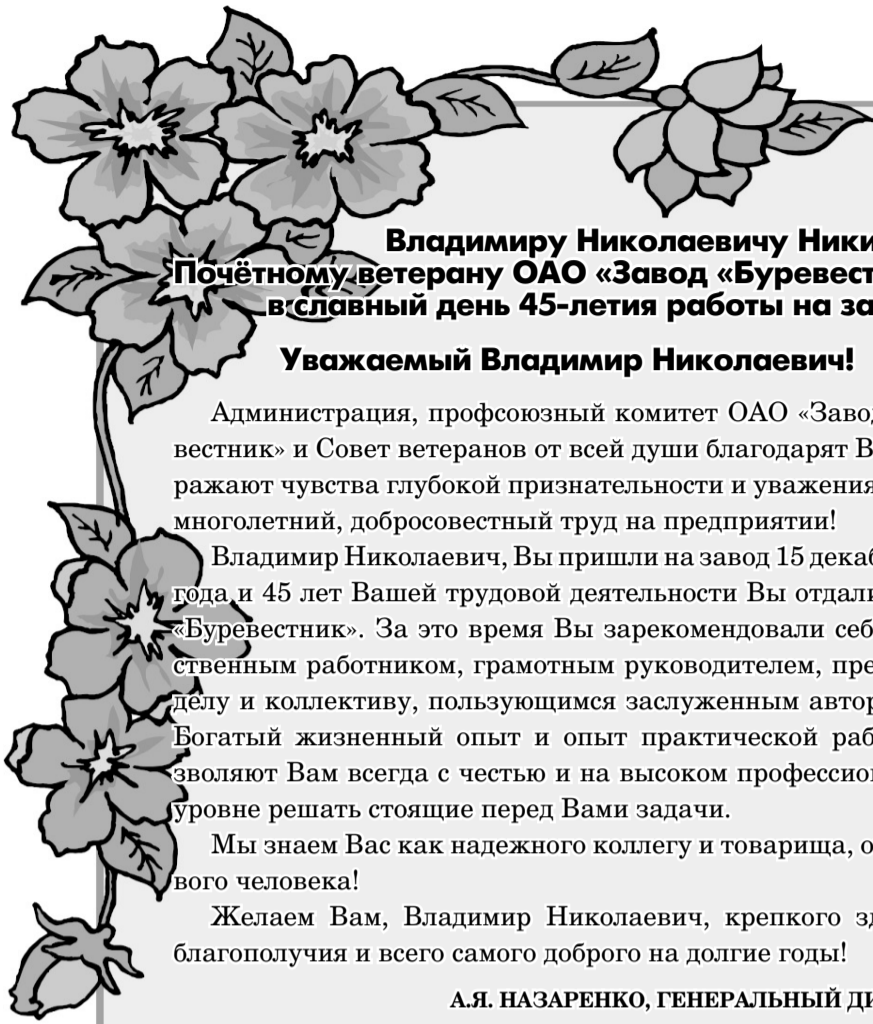 Владимиру Николаевичу Ники
Почётному ветерану ОАО «Завод «Буревест
в славный день 45-летия работы на за
Уважаемый Владимир Николаевич!
Администрация, профсоюзный комитет ОАО «Завод
вестник» и Совет ветеранов от всей души благодарят В
ражают чувства глубокой признательности и уважения
многолетний, добросовестный труд на предприятии!
Владимир Николаевич, Вы пришли на завод 15 декаб
года и 45 лет Вашей трудовой деятельности Вы отдали
«Буревестник». За это время Вы зарекомендовали себ
ственным работником, грамотным руководителем, пре
делу и коллективу, пользующимся заслуженным автор
Богатый жизненный опыт и опыт практической раб
зволяют Вам всегда с честью и на высоком профессион
уровне решать стоящие перед Вами задачи.
Мы знаем Вас как надежного коллегу и товарища, о
вого человека!
Желаем Вам, Владимир Николаевич, крепкого зд
благополучия и всего самого доброго на долгие годы!
А.Я. НАЗАРЕНКО, ГЕНЕРАЛЬНЫЙ ДИ